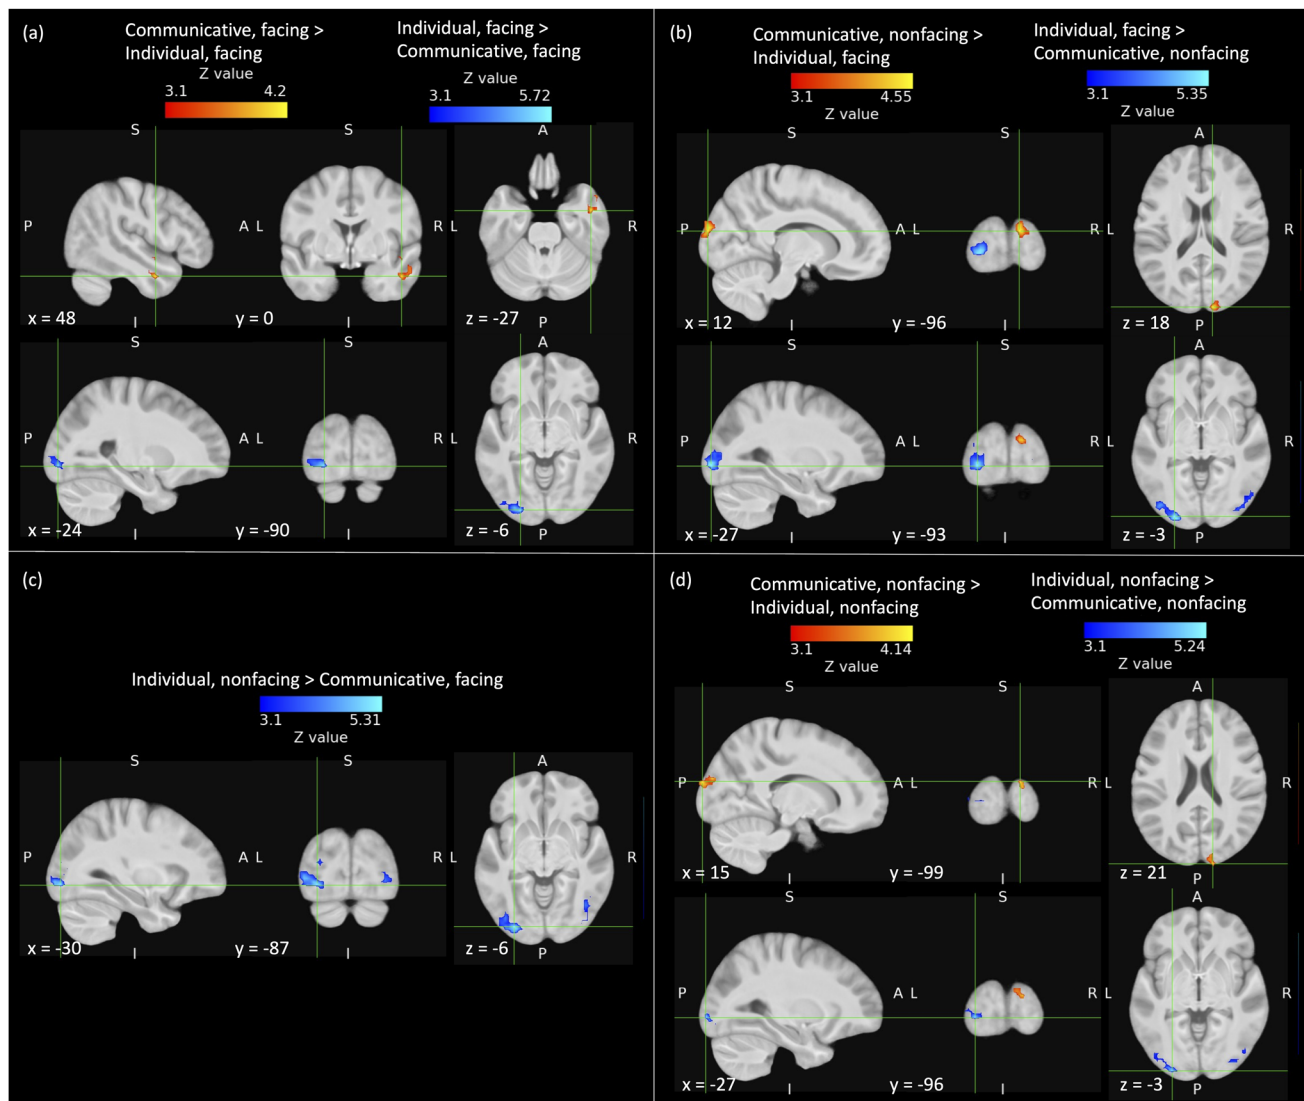 (a)
Communicative, facing >
Individual, facing
Z value
3.1 4.2
Individual, facing >
Communicative, facing
Z value
3.1 5.72
S S A
P A L R L R
I I P
x = 48 y = 0 z = -27
S S A
P A L R L R
I I P
x = -24 y = -90 z = -6
(b)
Communicative, nonfacing >
Individual, facing
3.1 4.55
Z value
Individual, facing >
Communicative, nonfacing
3.1 5.35
Z value
S S A
P A L R L R
I I P
x = 12 y = -96 z = 18
S S A
P A L R L R
I I P
x = -27 y = -93 z = -3
(c)
Individual, nonfacing > Communicative, facing
3.1 5.31
Z value
S S A
P A L R L R
I I P
x = -30 y = -87 z = -6
(d)
Communicative, nonfacing >
Individual, nonfacing
3.1 4.14
Z value
Individual, nonfacing >
Communicative, nonfacing
3.1 5.24
Z value
S S A
P A L R L R
I I P
x = 15 y = -99 z = 21
S S A
P A L R L R
I I P
x = -27 y = -96 z = -3